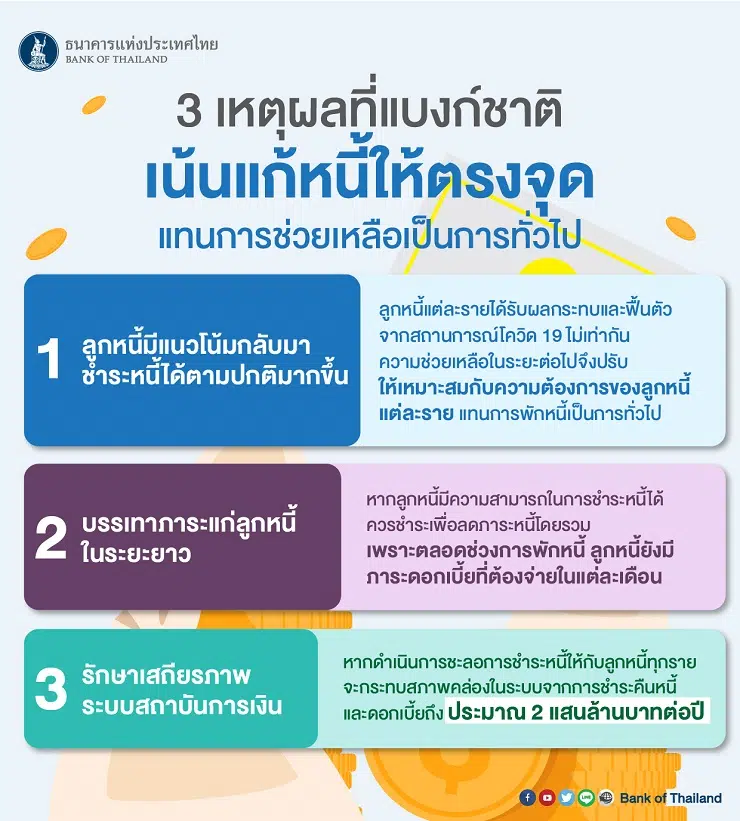 ธนาคารแห่งประเทศไทย
BANK OF THAILAND
3 เหตุผลที่แบงก์ชาติ
เน้นแก้หนี้ให้ตรงจุด
แทนการช่วยเหลือเป็นการทั่วไป
1
ลูกหนี้มีแนวโน้มกลับมา
ชำระหนี้ได้ตามปกติมากขึ้น
ลูกหนี้แต่ละรายได้รับผลกระทบและฟื้นตัว
จากสถานการณ์โควิด 19 ไม่เท่ากัน
ความช่วยเหลือในระยะต่อไปจึงปรับ
ให้เหมาะสมกับความต้องการของลูกหนี้
แต่ละราย แทนการพักหนี้เป็นการทั่วไป
2
บรรเทาภาระแก่ลูกหนี้
ในระยะยาว
หากลูกหนี้มีความสามารถในการชำระหนี้ได้
ควรชำระเพื่อลดภาระหนี้โดยรวม
เพราะตลอดช่วงการพักหนี้ ลูกหนี้ยังมี
ภาระดอกเบี้ยที่ต้องจ่ายในแต่ละเดือน
3
รักษาเสถียรภาพ
ระบบสถาบันการเงิน
หากดำเนินการชะลอการชำระหนี้ให้กับลูกหนี้ทุกราย
จะกระทบสภาพคล่องในระบบจากการชำระคืนหนี้
และดอกเบี้ยถึง ประมาณ 2 แสนล้านบาทต่อปี
Bank of Thailand